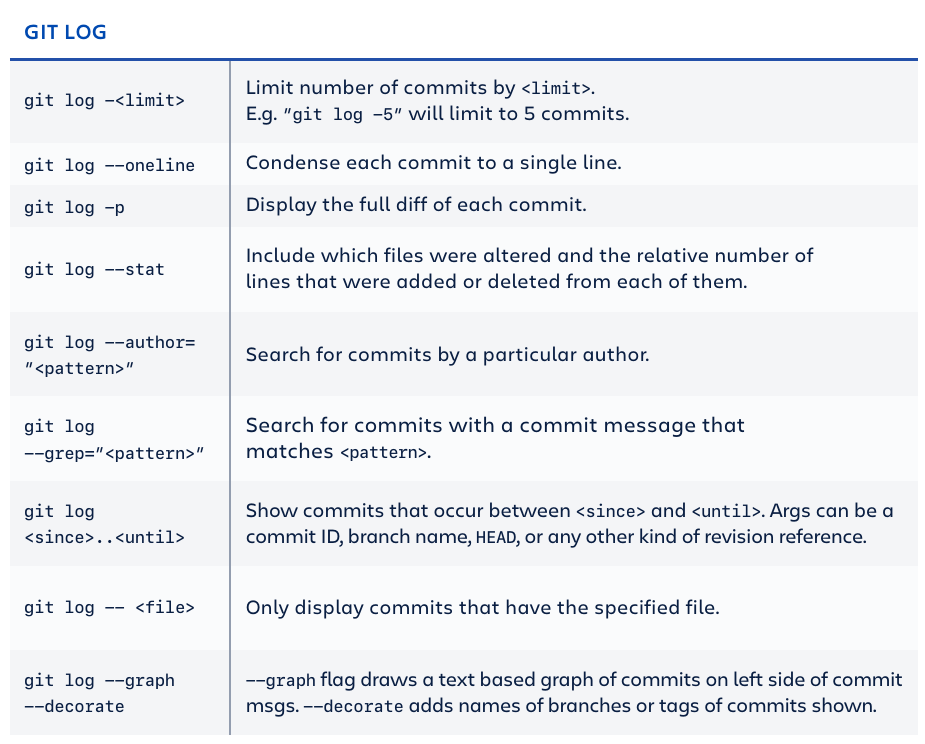 GIT LOG
git log -<limit>
Limit number of commits by <limit>.
E.g. ”git log -5” will limit to 5 commits.
git log --oneline
Condense each commit to a single line.
git log -p
Display the full diff of each commit.
git log --stat
Include which files were altered and the relative number of
lines that were added or deleted from each of them.
git log --author=
”<pattern>”
Search for commits by a particular author.
git log
--grep=”<pattern>”
Search for commits with a commit message that
matches <pattern>.
git log
<since>..<until>
Show commits that occur between <since> and <until>. Args can be a
commit ID, branch name, HEAD, or any other kind of revision reference.
git log -- <file>
Only display commits that have the specified file.
git log --graph
--decorate
--graph flag draws a text based graph of commits on left side of commit
msgs. --decorate adds names of branches or tags of commits shown.